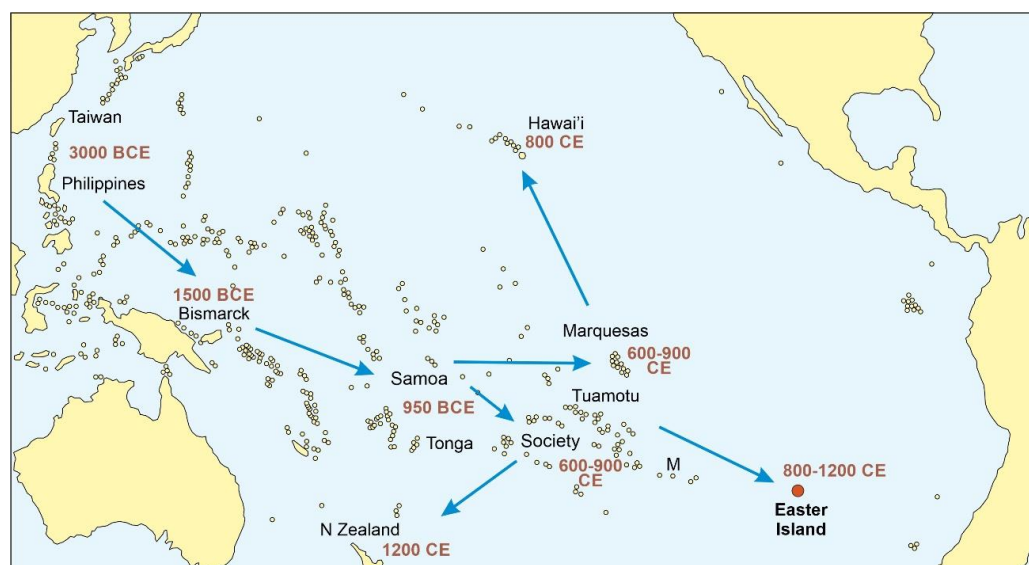 Taiwan
3000 BCE
Philippines
Hawai'i
800 CE
1500 BCE
Bismarck
Marquesas
600-900
CE
Samoa
950 BCE
Tuamotu
Tonga
Society
600-900
CE
M
800-1200 CE
Easter
Island
N Zealand
1200 CE